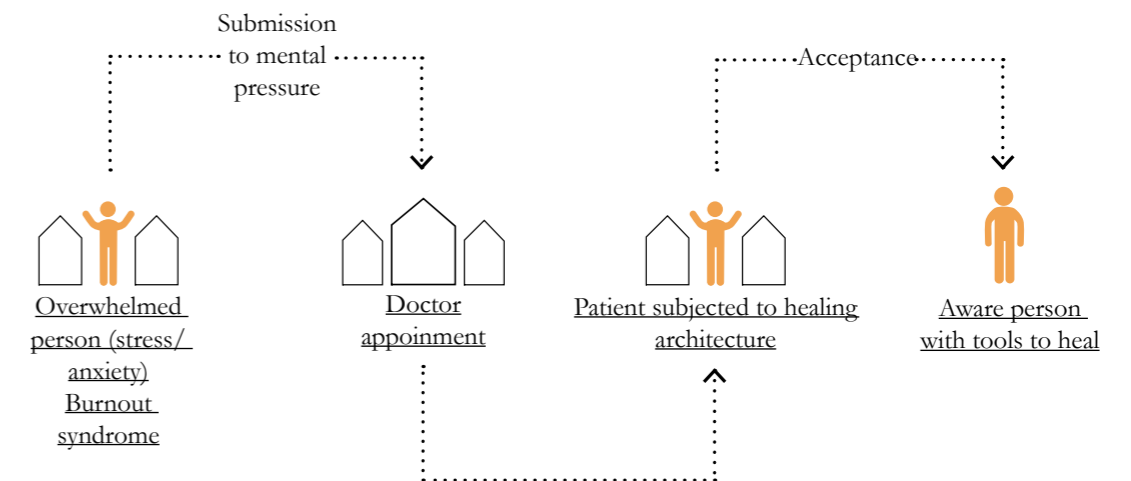 Submission
to mental
pressure
Acceptance
Overwhelmed
person (stress/
anxiety)
Burnout
syndrome
Doctor
appoinment
Patient subjected to healing
architecture
Aware person
with tools to heal